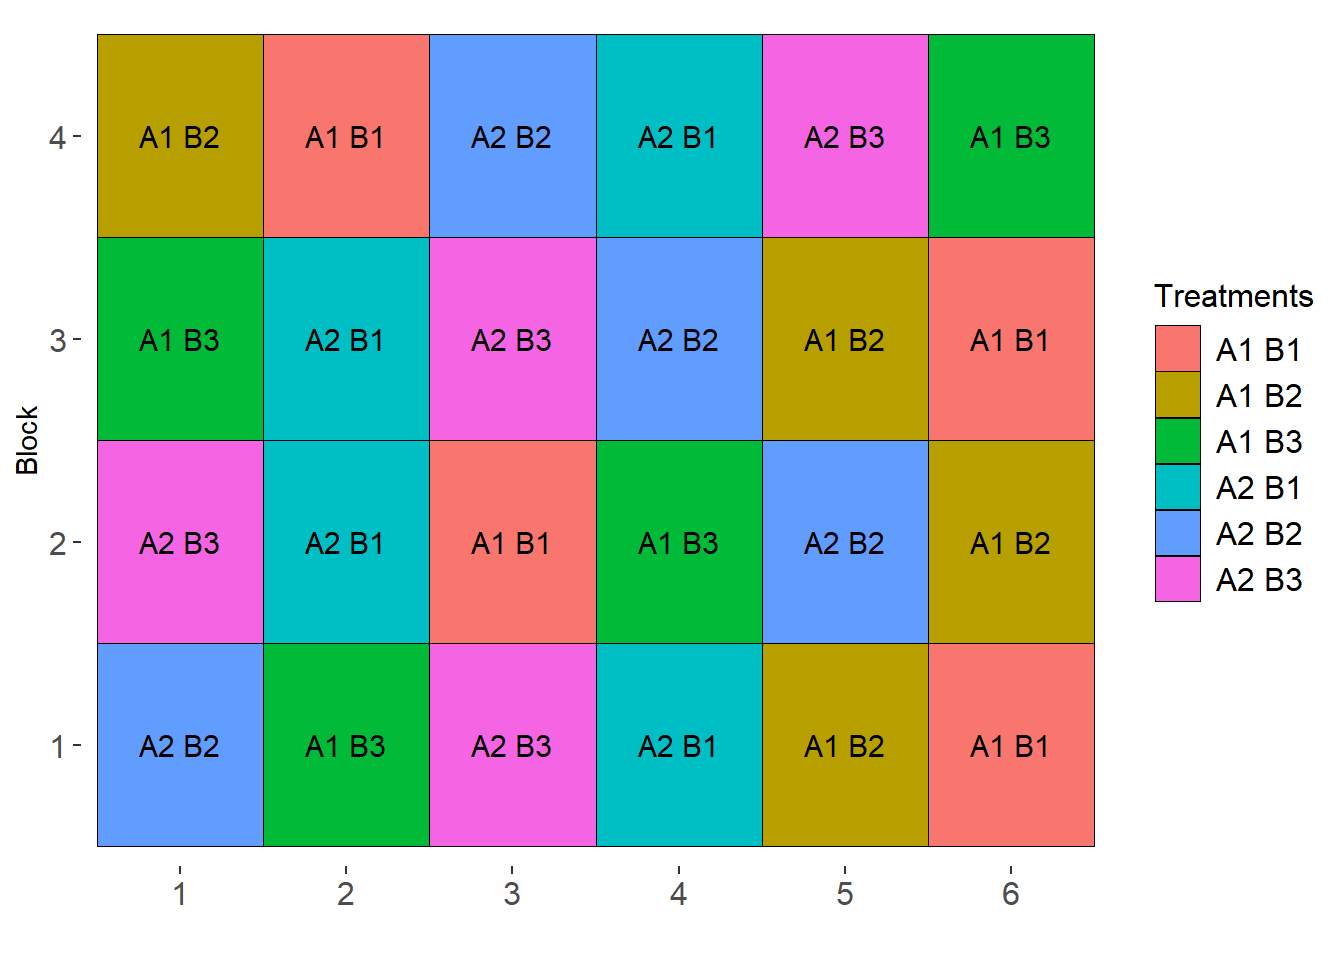 4
A1 B2 A1 B1 A2 B2 A2 B1 A2 B3 A1 B3
3
A1 B3 A2 B1 A2 B3 A2 B2 A1 B2 A1 B1
Block
2
A2 B3 A2 B1 A1 B1 A1 B3 A2 B2 A1 B2
1
A2 B2 A1 B3 A2 B3 A2 B1 A1 B2 A1 B1
1 2 3 4 5 6
Treatments
A1 B1
A1 B2
A1 B3
A2 B1
A2 B2
A2 B3